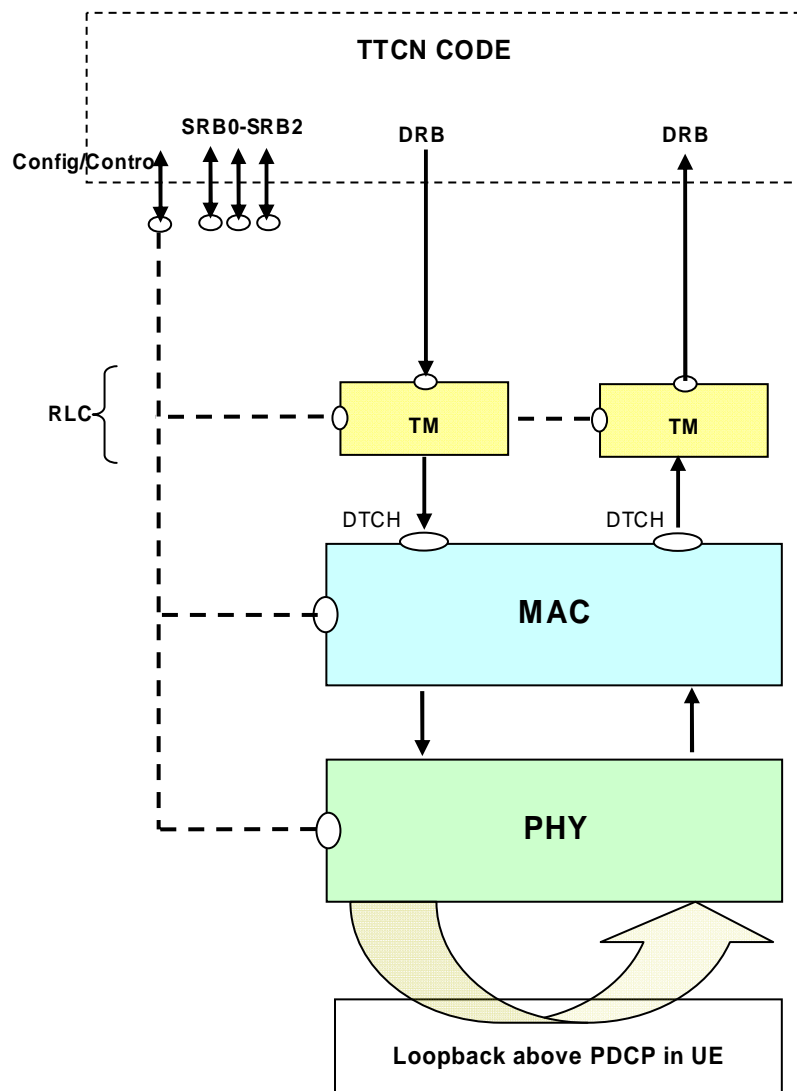 TTCN CODE
SRB0-SRB2
DRB
DRB
Config/Contro
RLC
TM
TM
DTCH
DTCH
MAC
PHY
Loopback above PDCP in UE